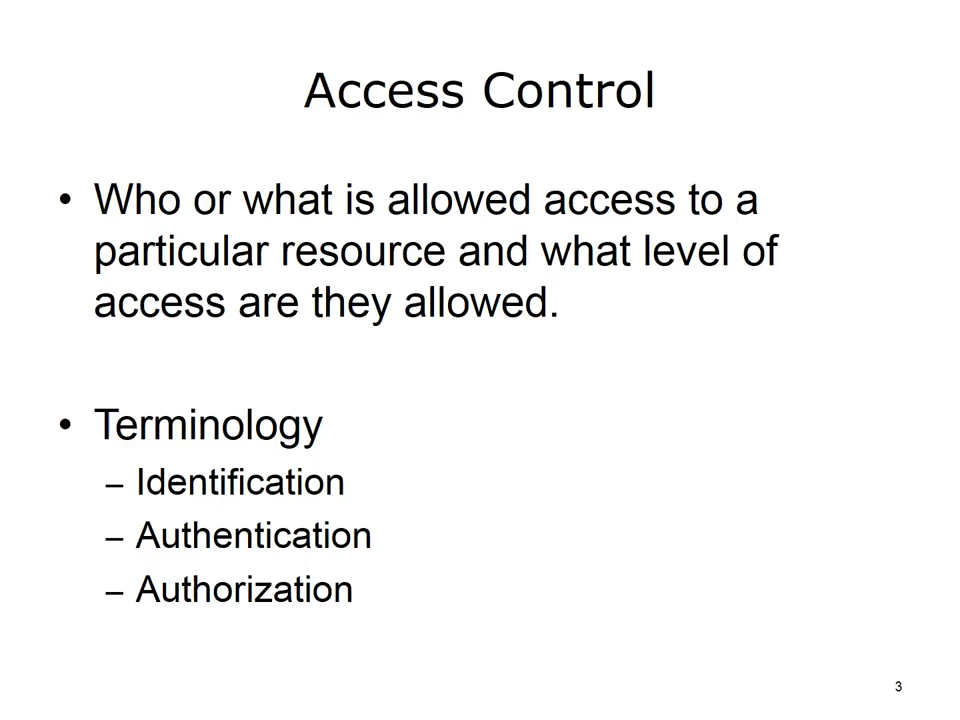 Access Control
• Who or what is allowed access to a
particular resource and what level of
access are they allowed.
• Terminology
– Identification
– Authentication
– Authorization
3